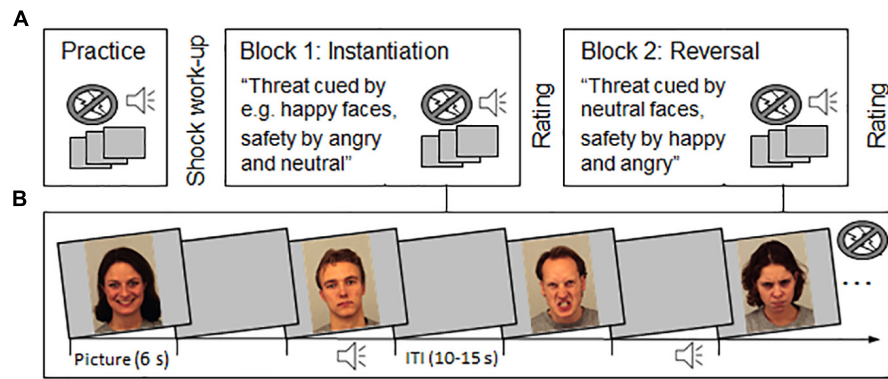 A
Practice
Shock work-up
Block 1: Instantiation
“Threat cued by
e.g. happy faces,
safety by angry
and neutral”
Rating
Block 2: Reversal
“Threat cued by
neutral faces,
safety by happy
and angry”
Rating
B
...
Picture (6 s)
ITI (10-15 s)